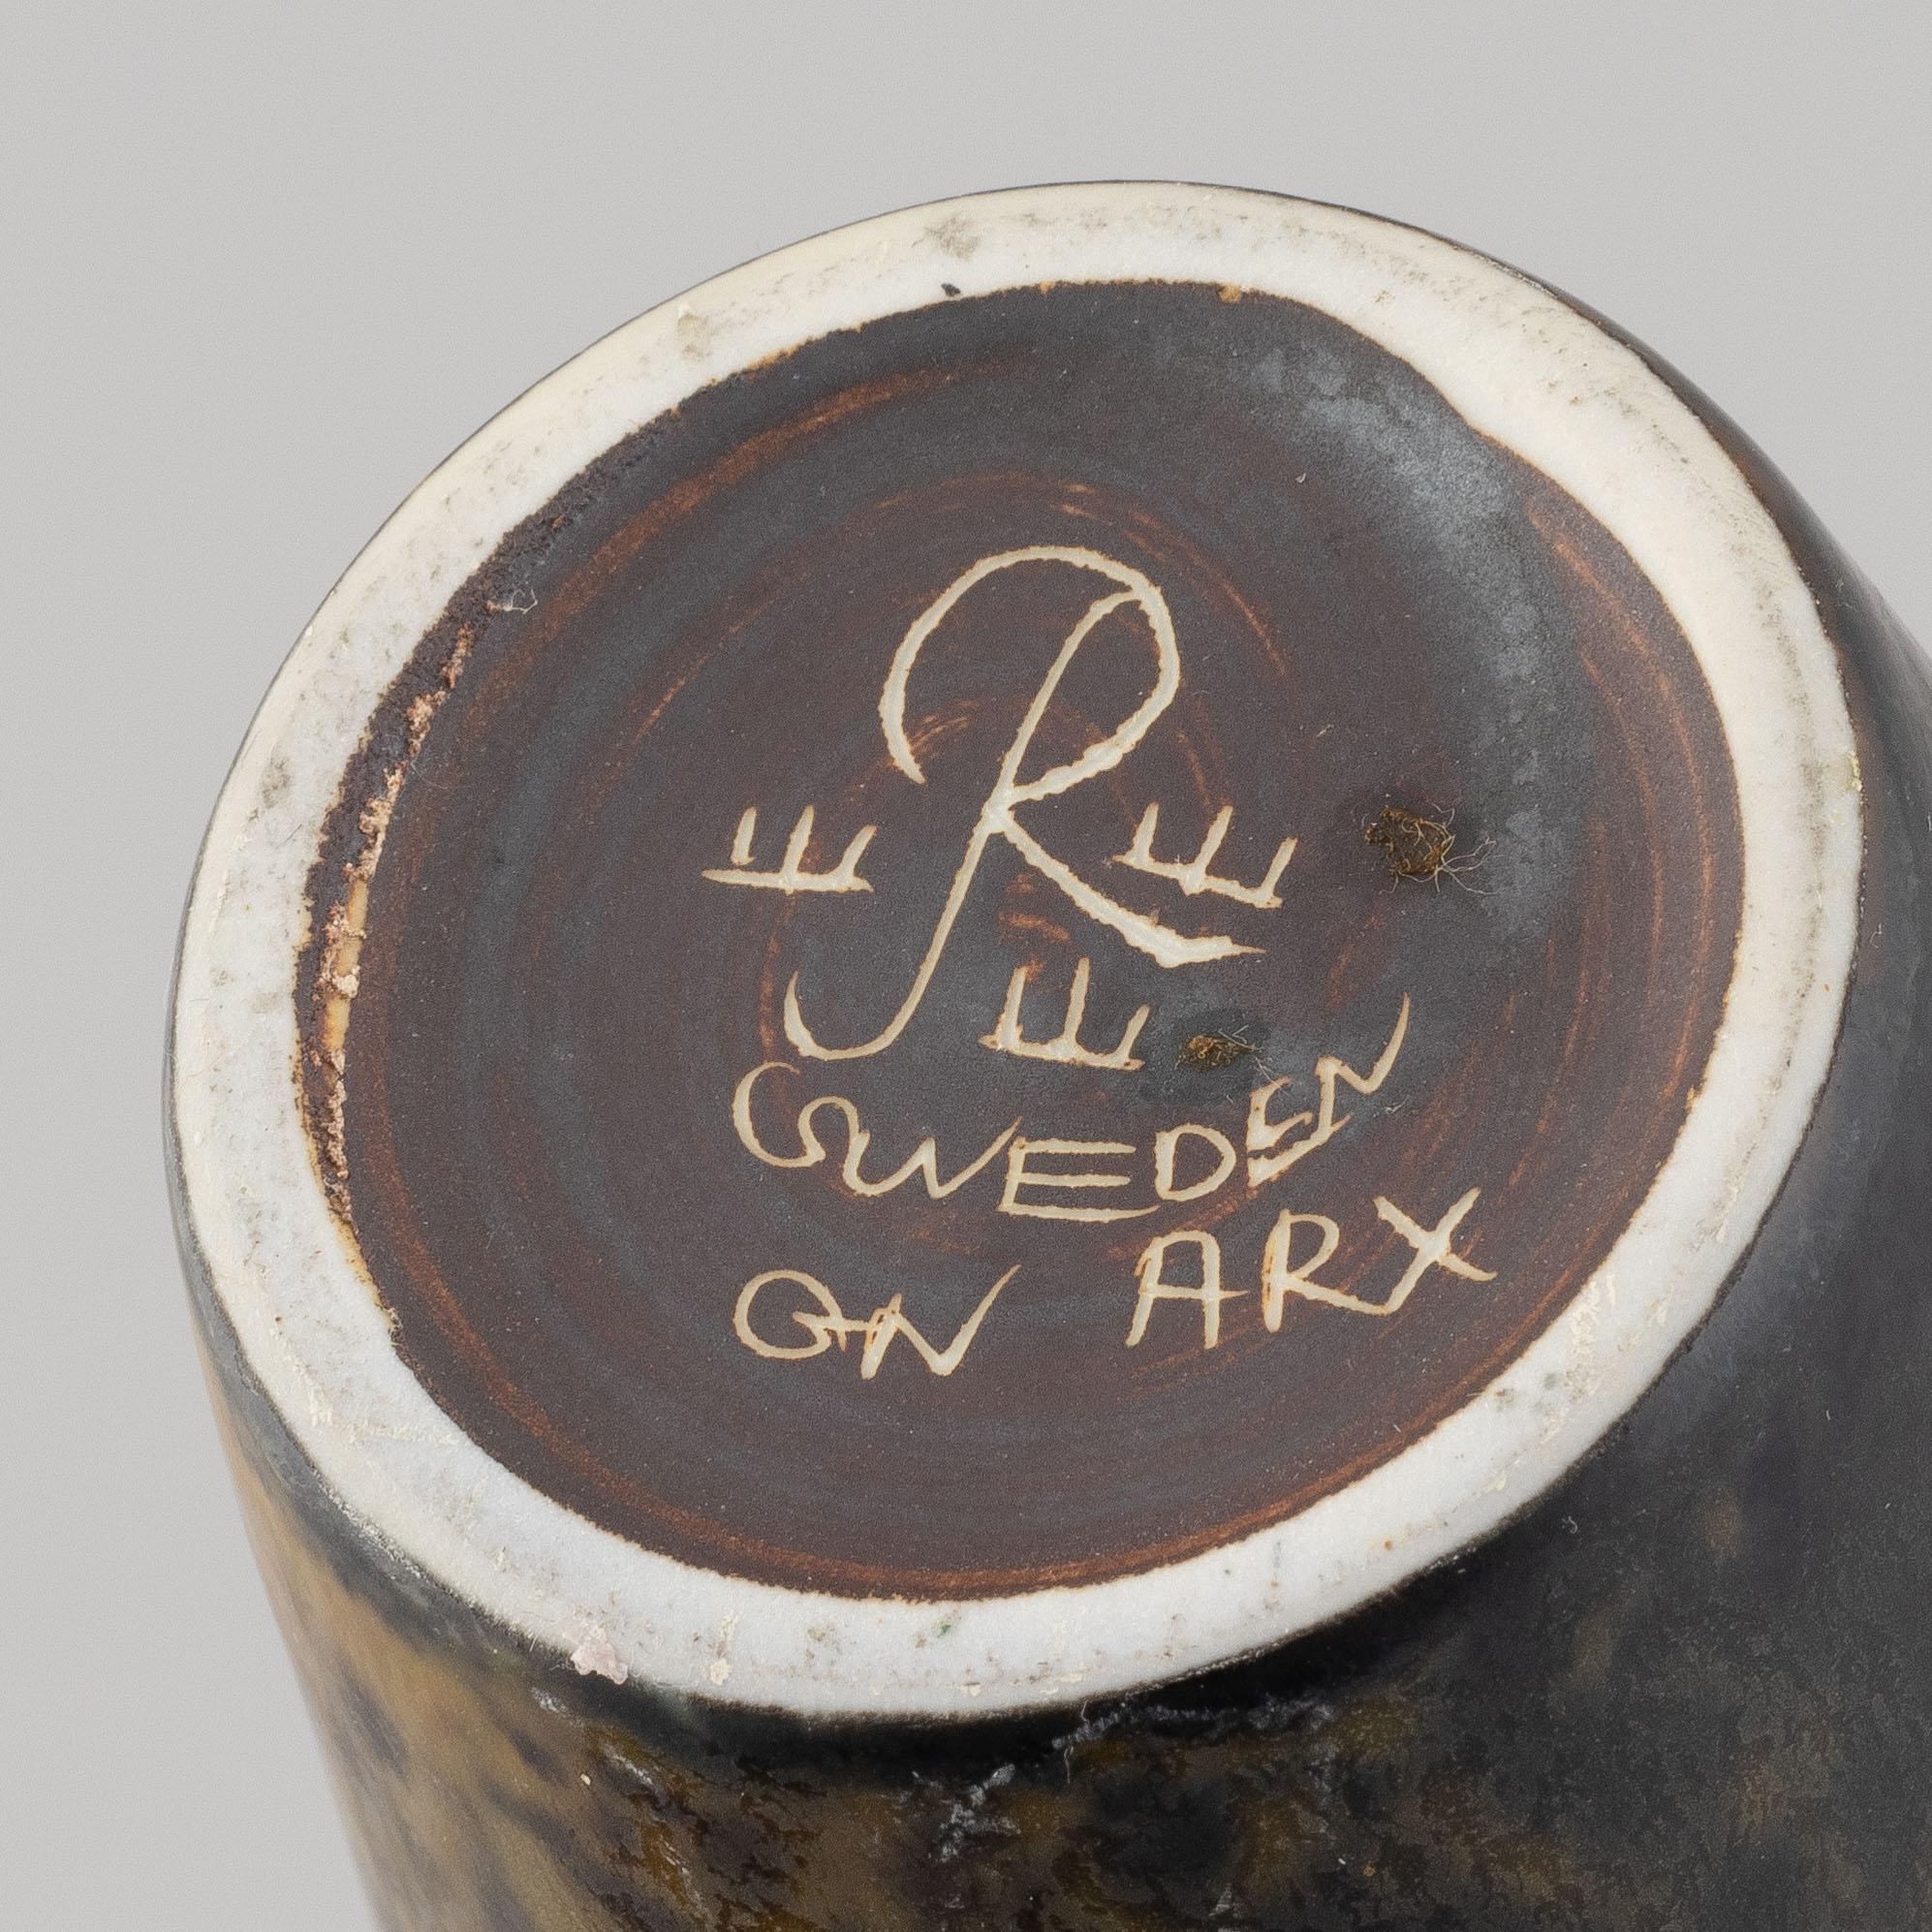 R
SWEDEN
GN ARX